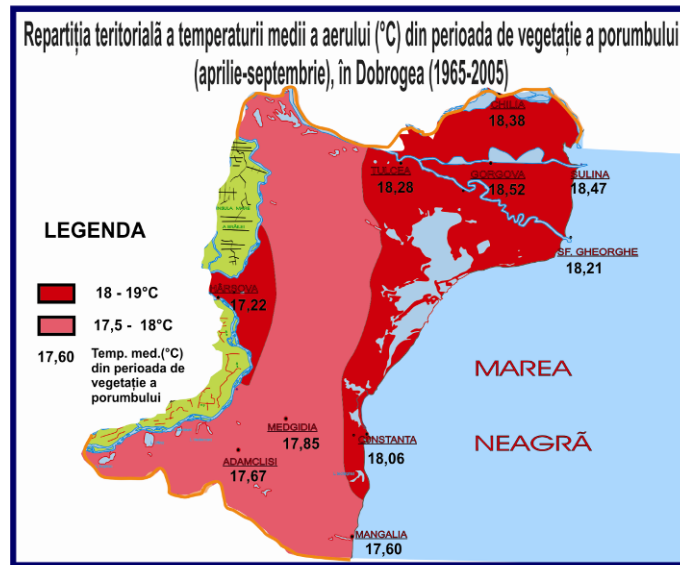 Repartiția teritorială a temperaturii medii a aerului (°C) din perioada de vegetație a porumbului
(aprilie-septembrie), în Dobrogea (1965-2005)
CHILIA
18,38
TULCEA
18,28
GORGOVA
18,52
SULINA
18,47
SF. GHEORGHE
18,21
LEGENDA
18 - 19°C
17,5 - 18°C
17,60
Temp. med.(°C)
din perioada de
vegetație a
porumbului
HÂRȘOVA
17,22
MAREA
NEAGRĂ
MEDGIDIA
17,85
ADAMCLISI
17,67
CONSTANTA
18,06
MANGALIA
17,60